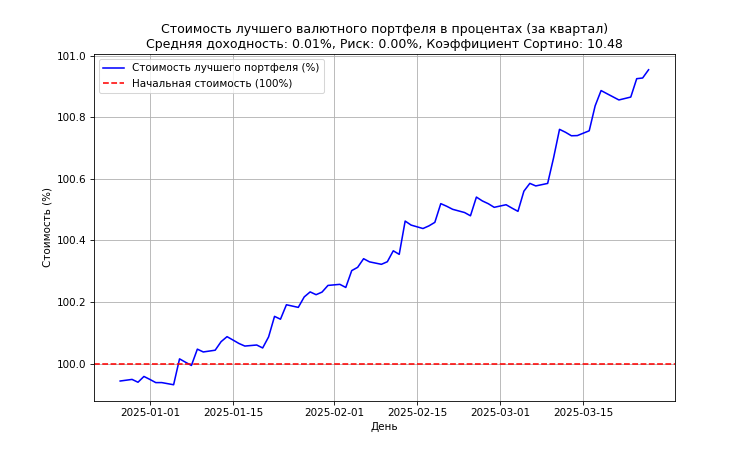 Стоимость лучшего валютного портфеля в процентах (за квартал)
Средняя доходность: 0.01%, Риск: 0.00%, Коэффициент Сортино: 10.48
Стоимость лучшего портфеля (%)
Начальная стоимость (100%)
Стоимость (%)
101.0
100.8
100.6
100.4
100.2
100.0
2025-01-01 2025-01-15 2025-02-01 2025-02-15 2025-03-01 2025-03-15
День